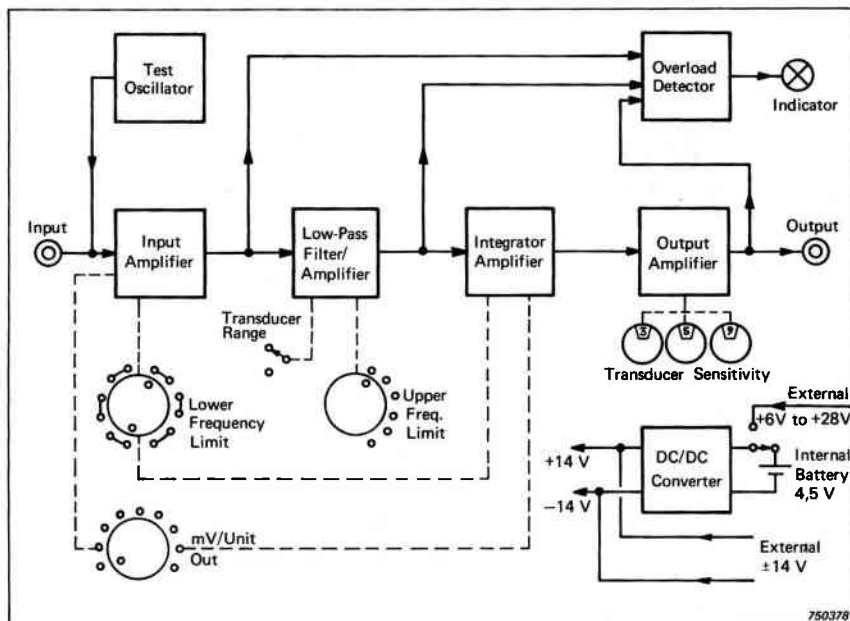 Test
Oscillator
Overload
Detector
Indicator
Input
Input
Amplifier
Low-Pass
Filter/
Amplifier
Integrator
Amplifier
Output
Amplifier
Output
Transducer
Range
3 5 9
Transducer Sensitivity
Lower
Frequency
Limit
Upper
Freq.
Limit
External
+6V to +28V
+14 V
−14 V
DC/DC
Converter
Internal
Battery
4,5 V
mV/Unit
Out
External
±14 V
750378